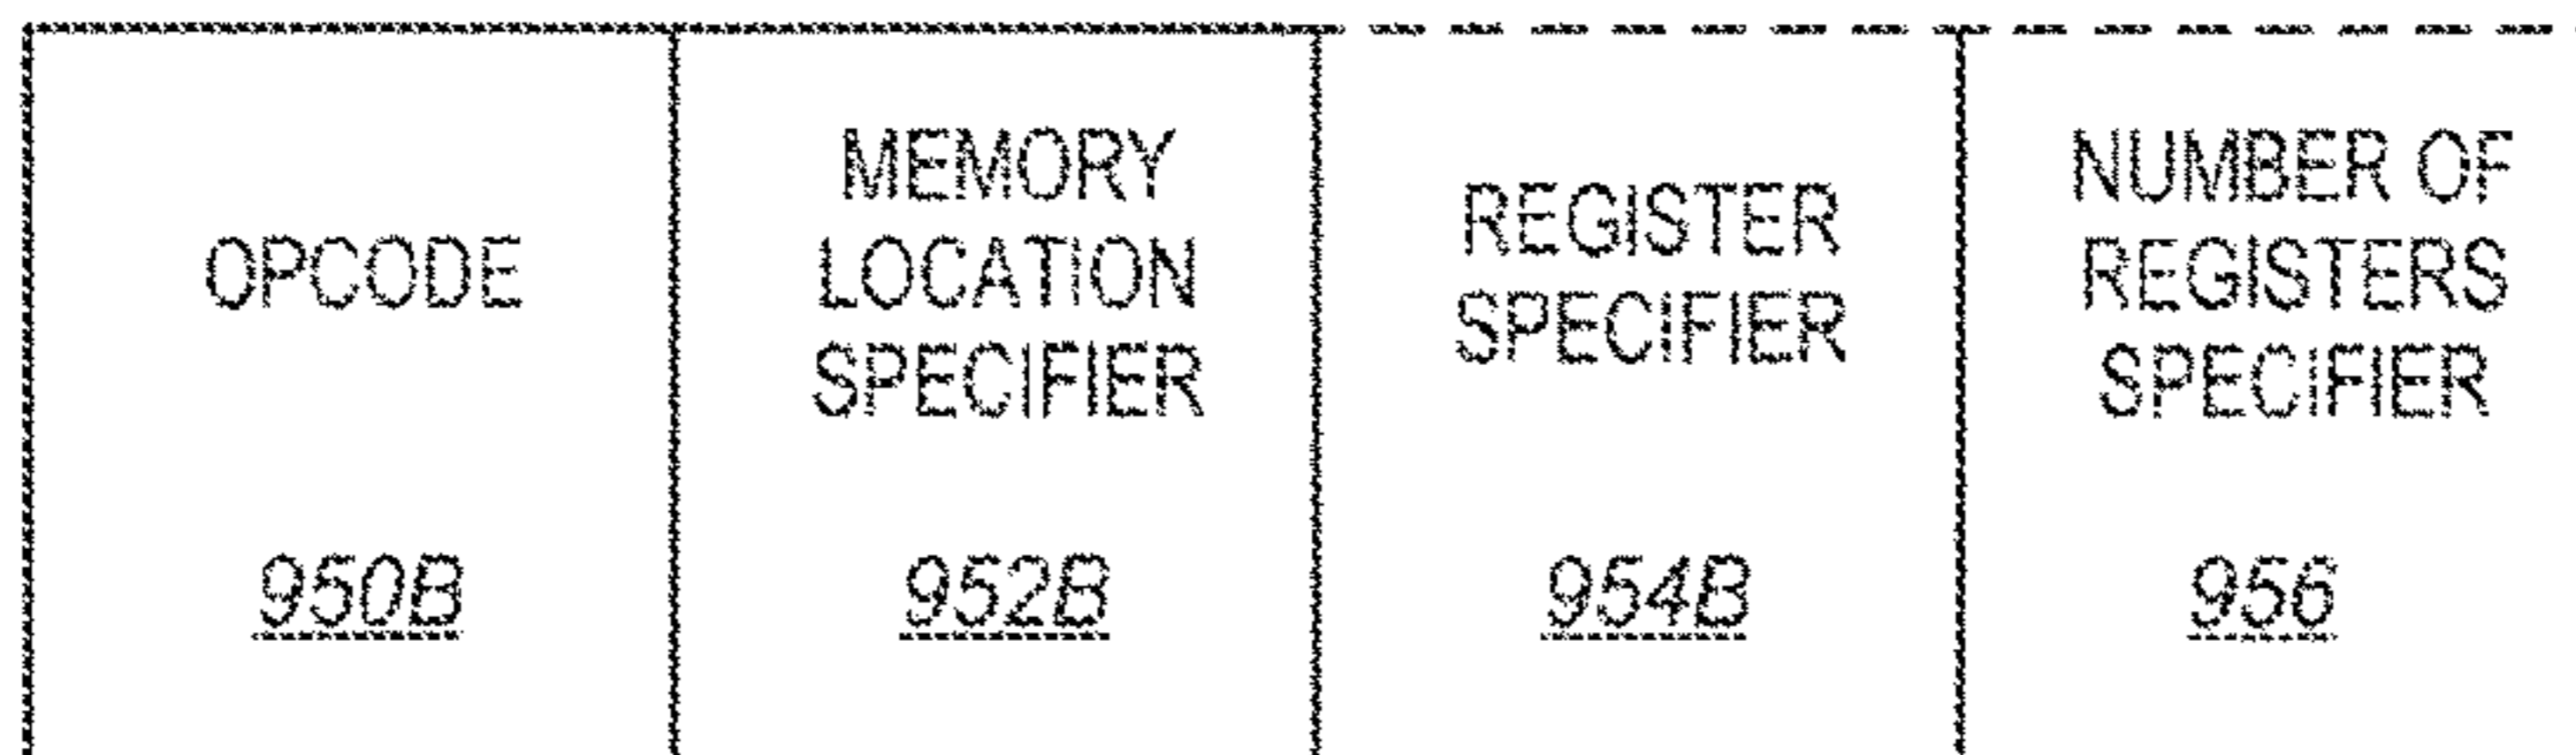 OPCODE
950B
MEMORY
LOCATION
SPECIFIER
952B
REGISTER
SPECIFIER
954B
NUMBER OF
REGISTERS
SPECIFIER
956